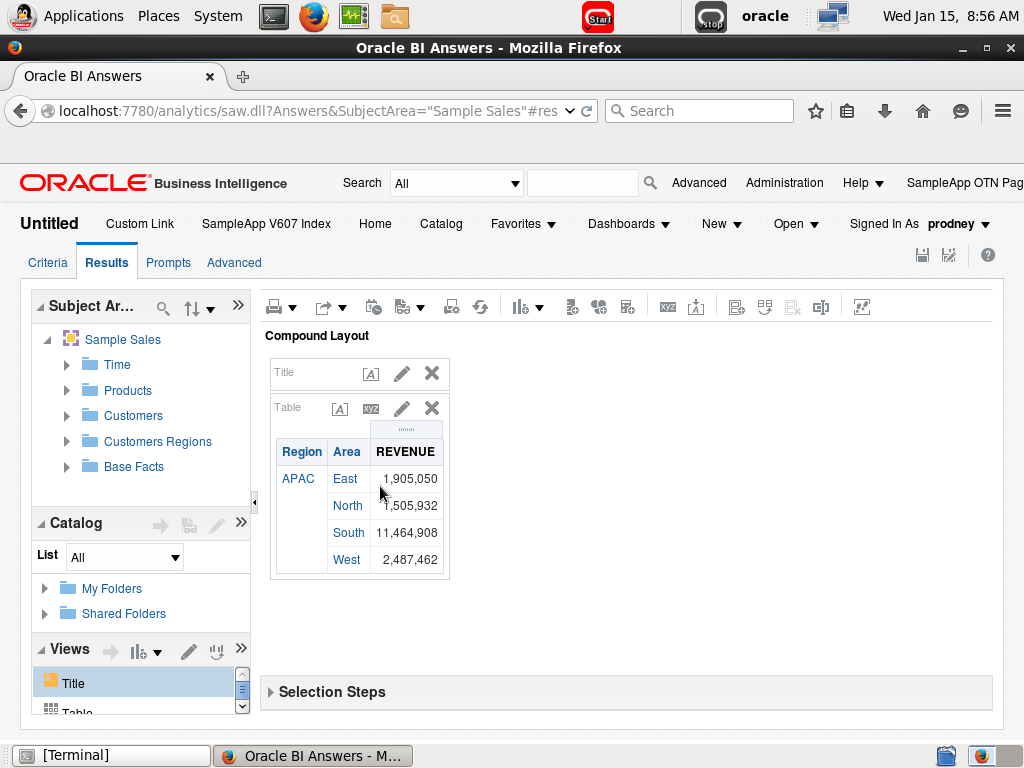 Applications Places System Start stop oracle Wed Jan 15, 8:56 AM
Oracle BI Answers - Mozilla Firefox
Oracle BI Answers
localhost:7780/analytics/saw.dll?Answers&SubjectArea="Sample Sales"#res Search
ORACLE Business Intelligence Search All Advanced Administration Help SampleApp OTN Pag
Untitled Custom Link SampleApp V607 Index Home Catalog Favorites Dashboards New Open Signed In As prodney
Criteria Results Prompts Advanced
Subject Ar...
Compound Layout
Sample Sales
Time
Products
Customers
Customers Regions
Base Facts
Title
Table xyz
Region Area REVENUE
APAC East 1,905,050
North 1,505,932
South 11,464,908
West 2,487,462
Catalog
List All
My Folders
Shared Folders
Views
Title
Table
Selection Steps
[Terminal] Oracle BI Answers - M...